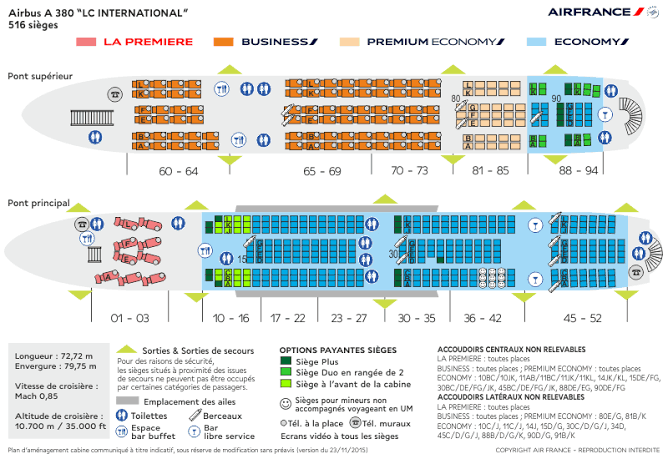 Airbus A 380 "LC INTERNATIONAL"
516 sièges
AIRFRANCE
LA PREMIERE
BUSINESS
PREMIUM ECONOMY
ECONOMY
Pont supérieur
80
90
60 - 64
65 - 69
70 - 73
81 - 85
88 - 94
Pont principal
15
30
01 - 03
10 - 16
17 - 22
23 - 27
30 - 35
36 - 42
45 - 52
Longueur : 72,72 m
Envergure : 79,75 m
Vitesse de croisière :
Mach 0,85
Altitude de croisière :
10.700 m / 35.000 ft
Sorties & Sorties de secours
Pour des raisons de sécurité,
les sièges situés à proximité des issues
de secours ne peuvent pas être occupés
par certaines catégories de passagers.
Emplacement des ailes
Toilettes
Berceaux
Espace
bar buffet
Bar
libre service
OPTIONS PAYANTES SIÈGES
Siège Plus
Siège Duo en rangée de 2
Siège à l'avant de la cabine
Sièges pour mineurs non
accompagnés voyageant en UM
Tél. à la place
Tél. muraux
Ecrans vidéo à tous les sièges
ACCOUDOIRS CENTRAUX NON RELEVABLES
LA PREMIERE : toutes places
BUSINESS : toutes places ; PREMIUM ECONOMY : toutes places
ECONOMY : 10BC/10JK, 11AB/11BC/11JK/11KL, 14JK/KL, 15DE/FG,
30BC/DE/FG/JK, 45BC/DE/FG/JK, 88DE/EG, 90DE/FG
ACCOUDOIRS LATÉRAUX NON RELEVABLES
LA PREMIERE : toutes places
BUSINESS : toutes places ; PREMIUM ECONOMY : 80E/G, 81B/K
ECONOMY : 10C/J, 11C/J, 14J, 15D/G, 30C/D/G/J, 34D,
45C/D/G/J, 88B/D/G/K, 90D/G, 91B/K
Plan d'aménagement cabine communiqué à titre indicatif, sous réserve de modification sans préavis (version du 23/11/2015)
COPYRIGHT AIR FRANCE - REPRODUCTION INTERDITE